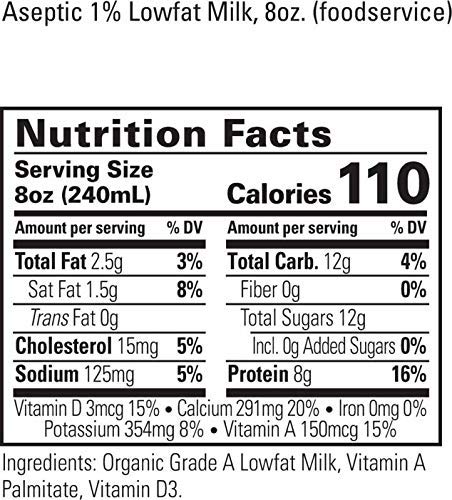 Aseptic 1% Lowfat Milk, 8oz. (foodservice)
Nutrition Facts
Serving Size
8oz (240mL)
Calories 110
Amount per serving % DV
Total Fat 2.5g 3%
Sat Fat 1.5g 8%
Trans Fat 0g
Cholesterol 15mg 5%
Sodium 125mg 5%
Amount per serving % DV
Total Carb. 12g 4%
Fiber 0g 0%
Total Sugars 12g
Incl. 0g Added Sugars 0%
Protein 8g 16%
Vitamin D 3mcg 15% • Calcium 291mg 20% • Iron 0mg 0%
Potassium 354mg 8% • Vitamin A 150mcg 15%
Ingredients: Organic Grade A Lowfat Milk, Vitamin A
Palmitate, Vitamin D3.